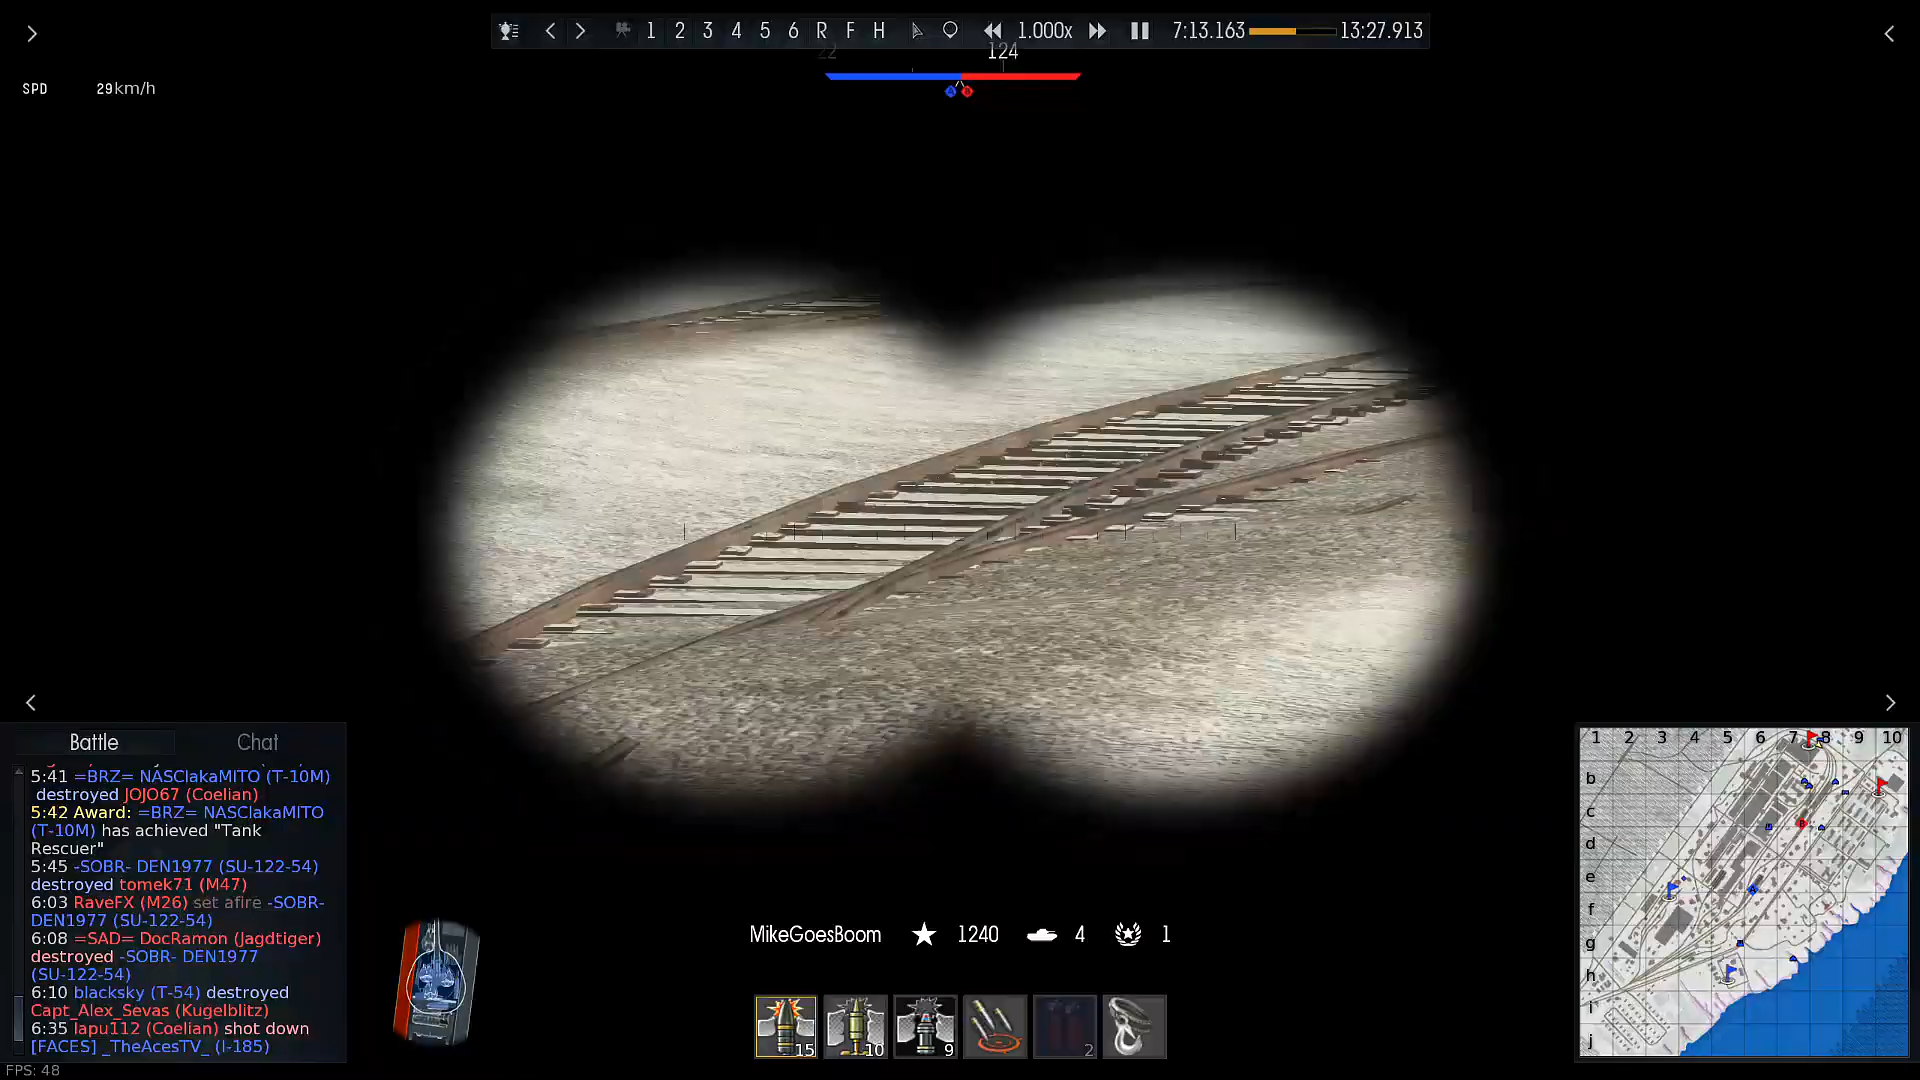 1 2 3 4 5 6 R F H 1.000x 7:13.163 13:27.913
22 124
SPD 29km/h
A B
Battle Chat
5:41 =BRZ= NASClakaMITO (T-10M)
destroyed JOJO67 (Coelian)
5:42 Award: =BRZ= NASClakaMITO
(T-10M) has achieved "Tank
Rescuer"
5:45 -SOBR- DEN1977 (SU-122-54)
destroyed tomek71 (M47)
6:03 RaveFX (M26) set afire -SOBR-
DEN1977 (SU-122-54)
6:08 =SAD= DocRamon (Jagdtiger)
destroyed -SOBR- DEN1977
(SU-122-54)
6:10 blacksky (T-54) destroyed
Capt_Alex_Sevas (Kugelblitz)
6:35 lapu112 (Coelian) shot down
[FACES] _TheAcesTV_ (I-185)
FPS: 48
MikeGoesBoom 1240 4 1
15 10 9 2
1 2 3 4 5 6 7 8 9 10
b
c
B
d
e
A
f
g
h
i
j